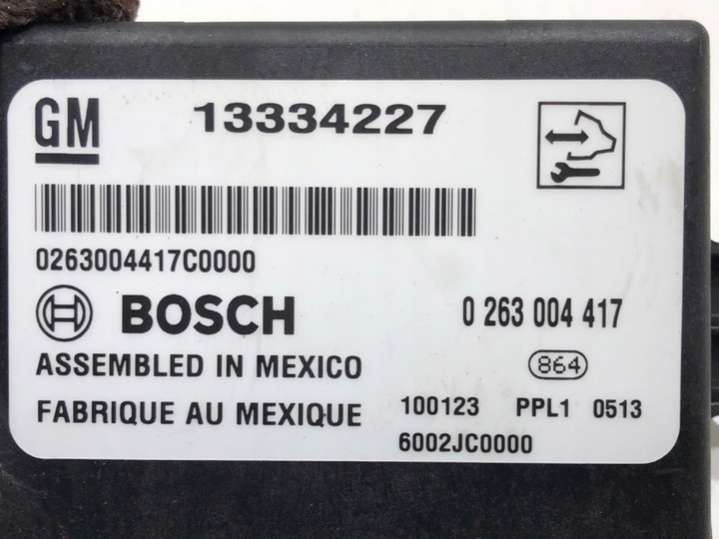 GM 13334227
0263004417C0000
BOSCH 0 263 004 417
ASSEMBLED IN MEXICO 864
FABRIQUE AU MEXIQUE 100123 PPL1 0513
6002JC0000